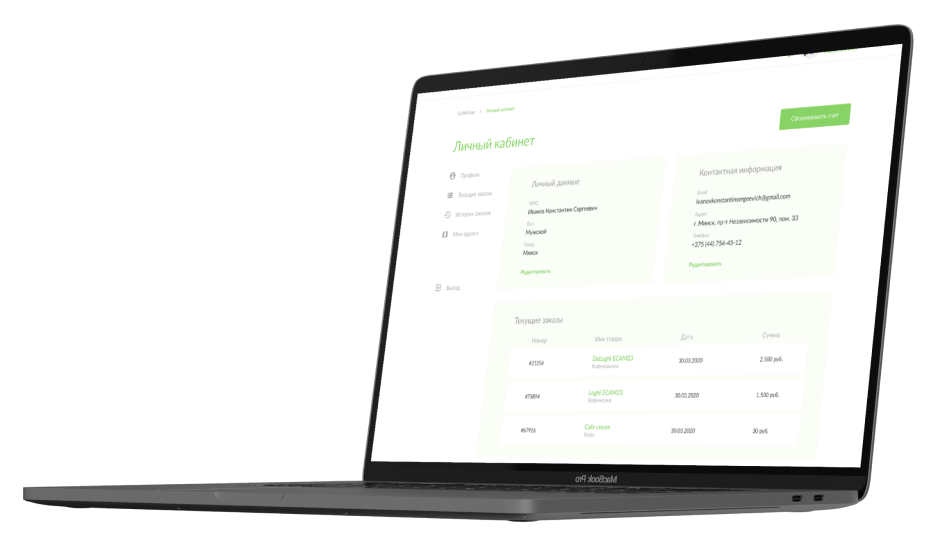 CoffeShop > Личный кабинет
Личный кабинет
Сформировать счет
Профиль
Текущие заказы
История заказов
Мои адреса
Выход
Личный данные
ФИО
Иванов Константин Сергеевич
Пол
Мужской
Город
Минск
Редактировать
Контактная информация
Email
ivanovkonstantinsergeevich@gmail.com
Адрес
г. Минск, пр-т Независимости 90, пом. 33
Телефон
+375 (44) 754-45-12
Редактировать
Текущие заказы
Номер Имя товара Дата Сумма
#21356 DeLoghi ECAM23 30.03.2020 2.500 руб.
Кофемашина
#75894 Loghi ECAM23 30.03.2020 1.500 руб.
Кофемолка
#67916 Cafe cream 30.03.2020 30 руб.
Кофе
MacBook Pro